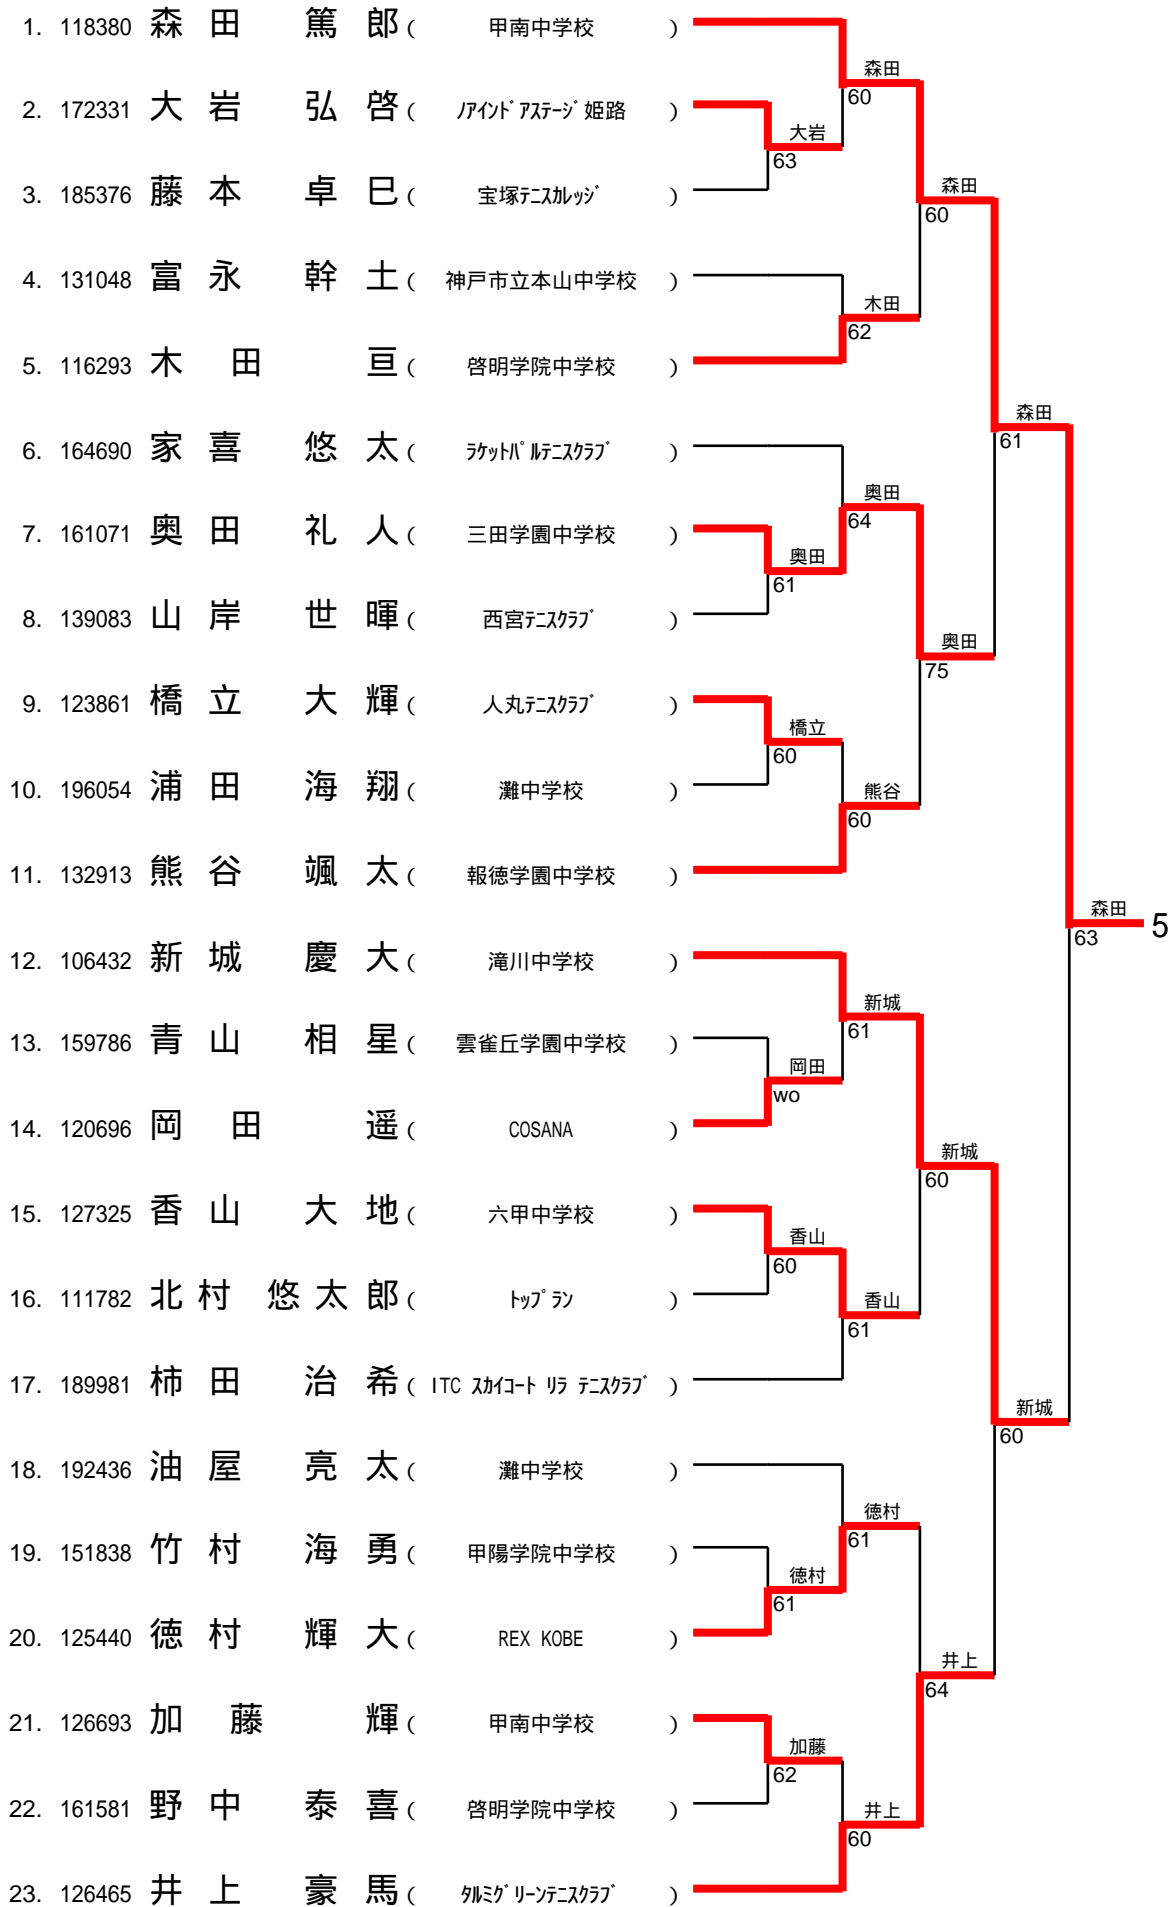 1. 118380 森 田 篤 郎 ( 甲南中学校 )
森田
60
2. 172331 大 岩 弘 啓 ( ﾉｱｲﾝﾄﾞｱｽﾃｰｼﾞ姫路 )
大岩
63
3. 185376 藤 本 卓 巳 ( 宝塚ﾃﾆｽｶﾚｯｼﾞ )
森田
60
4. 131048 富 永 幹 土 ( 神戸市立本山中学校 )
木田
62
5. 116293 木 田 亘 ( 啓明学院中学校 )
森田
61
6. 164690 家 喜 悠 太 ( ﾗｹｯﾄﾊﾟﾙﾃﾆｽｸﾗﾌﾞ )
奥田
64
7. 161071 奥 田 礼 人 ( 三田学園中学校 )
奥田
61
8. 139083 山 岸 世 暉 ( 西宮ﾃﾆｽｸﾗﾌﾞ )
奥田
75
9. 123861 橋 立 大 輝 ( 人丸ﾃﾆｽｸﾗﾌﾞ )
橋立
60
10. 196054 浦 田 海 翔 ( 灘中学校 )
熊谷
60
11. 132913 熊 谷 颯 太 ( 報徳学園中学校 )
森田
63
5
12. 106432 新 城 慶 大 ( 滝川中学校 )
新城
61
13. 159786 青 山 相 星 ( 雲雀丘学園中学校 )
岡田
wo
14. 120696 岡 田 遥 ( COSANA )
新城
60
15. 127325 香 山 大 地 ( 六甲中学校 )
香山
60
16. 111782 北 村 悠 太 郎 ( ﾄｯﾌﾟﾗﾝ )
香山
61
17. 189981 柿 田 治 希 ( ITC ｽｶｲｺｰﾄ ﾘﾗ ﾃﾆｽｸﾗﾌﾞ )
新城
60
18. 192436 油 屋 亮 太 ( 灘中学校 )
徳村
61
19. 151838 竹 村 海 勇 ( 甲陽学院中学校 )
徳村
61
20. 125440 徳 村 輝 大 ( REX KOBE )
井上
64
21. 126693 加 藤 輝 ( 甲南中学校 )
加藤
62
22. 161581 野 中 泰 喜 ( 啓明学院中学校 )
井上
60
23. 126465 井 上 豪 馬 ( ﾀﾙﾐｸﾞﾘｰﾝﾃﾆｽｸﾗﾌﾞ )